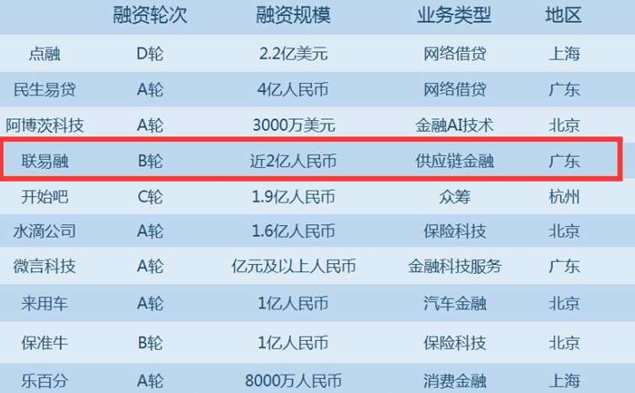 融资轮次 融资规模 业务类型 地区
点融 D轮 2.2亿美元 网络借贷 上海
民生易贷 A轮 4亿人民币 网络借贷 广东
阿博茨科技 A轮 3000万美元 金融AI技术 北京
联易融 B轮 近2亿人民币 供应链金融 广东
开始吧 C轮 1.9亿人民币 众筹 杭州
水滴公司 A轮 1.6亿人民币 保险科技 北京
微言科技 A轮 亿元及以上人民币 金融科技服务 广东
来用车 A轮 1亿人民币 汽车金融 北京
保准牛 B轮 1亿人民币 保险科技 北京
乐百分 A轮 8000万人民币 消费金融 上海